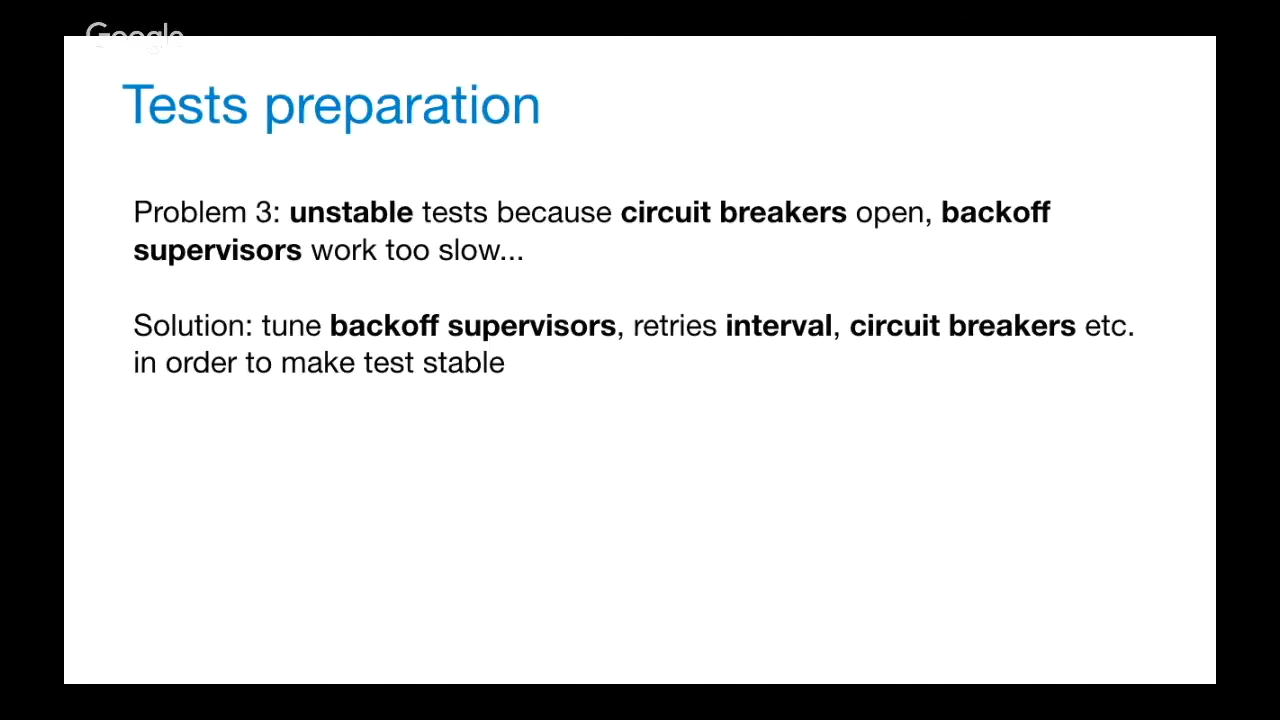 Google
Tests preparation
Problem 3: unstable tests because circuit breakers open, backoff
supervisors work too slow...
Solution: tune backoff supervisors, retries interval, circuit breakers etc.
in order to make test stable